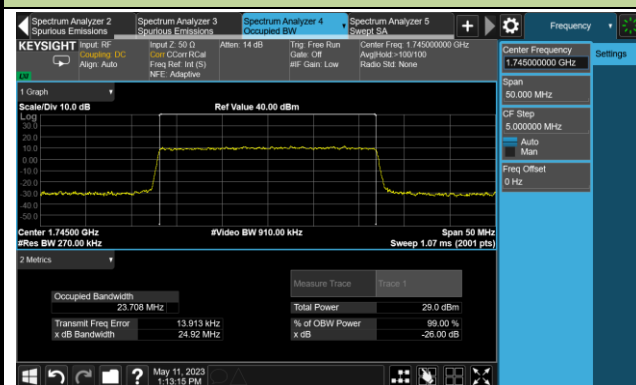 Spectrum Analyzer 2
Spurious Emissions
Spectrum Analyzer 3
Spurious Emissions
Spectrum Analyzer 4
Occupied BW
Spectrum Analyzer 5
Swept SA
Frequency
KEYSIGHT
Input: RF
Coupling: DC
Align: Auto
Input Z: 50 Ω
Corr CCorr RCal
Freq Ref: Int (S)
NFE: Adaptive
Atten: 14 dB
Trig: Free Run
Gate: Off
#IF Gain: Low
Center Freq: 1.745000000 GHz
Avg|Hold:>100/100
Radio Std: None
Center Frequency
1.745000000 GHz
Settings
Span
50.000 MHz
CF Step
5.000000 MHz
Auto
Man
Freq Offset
0 Hz
1 Graph
Scale/Div 10.0 dB
Ref Value 40.00 dBm
Log
30.0
20.0
10.0
0.00
-10.0
-20.0
-30.0
-40.0
-50.0
Center 1.74500 GHz
#Video BW 910.00 kHz
Span 50 MHz
#Res BW 270.00 kHz
Sweep 1.07 ms (2001 pts)
2 Metrics
Measure Trace
Trace 1
Occupied Bandwidth
23.708 MHz
Total Power
29.0 dBm
Transmit Freq Error
13.913 kHz
% of OBW Power
99.00 %
x dB Bandwidth
24.92 MHz
x dB
-26.00 dB
May 11, 2023
1:13:15 PM